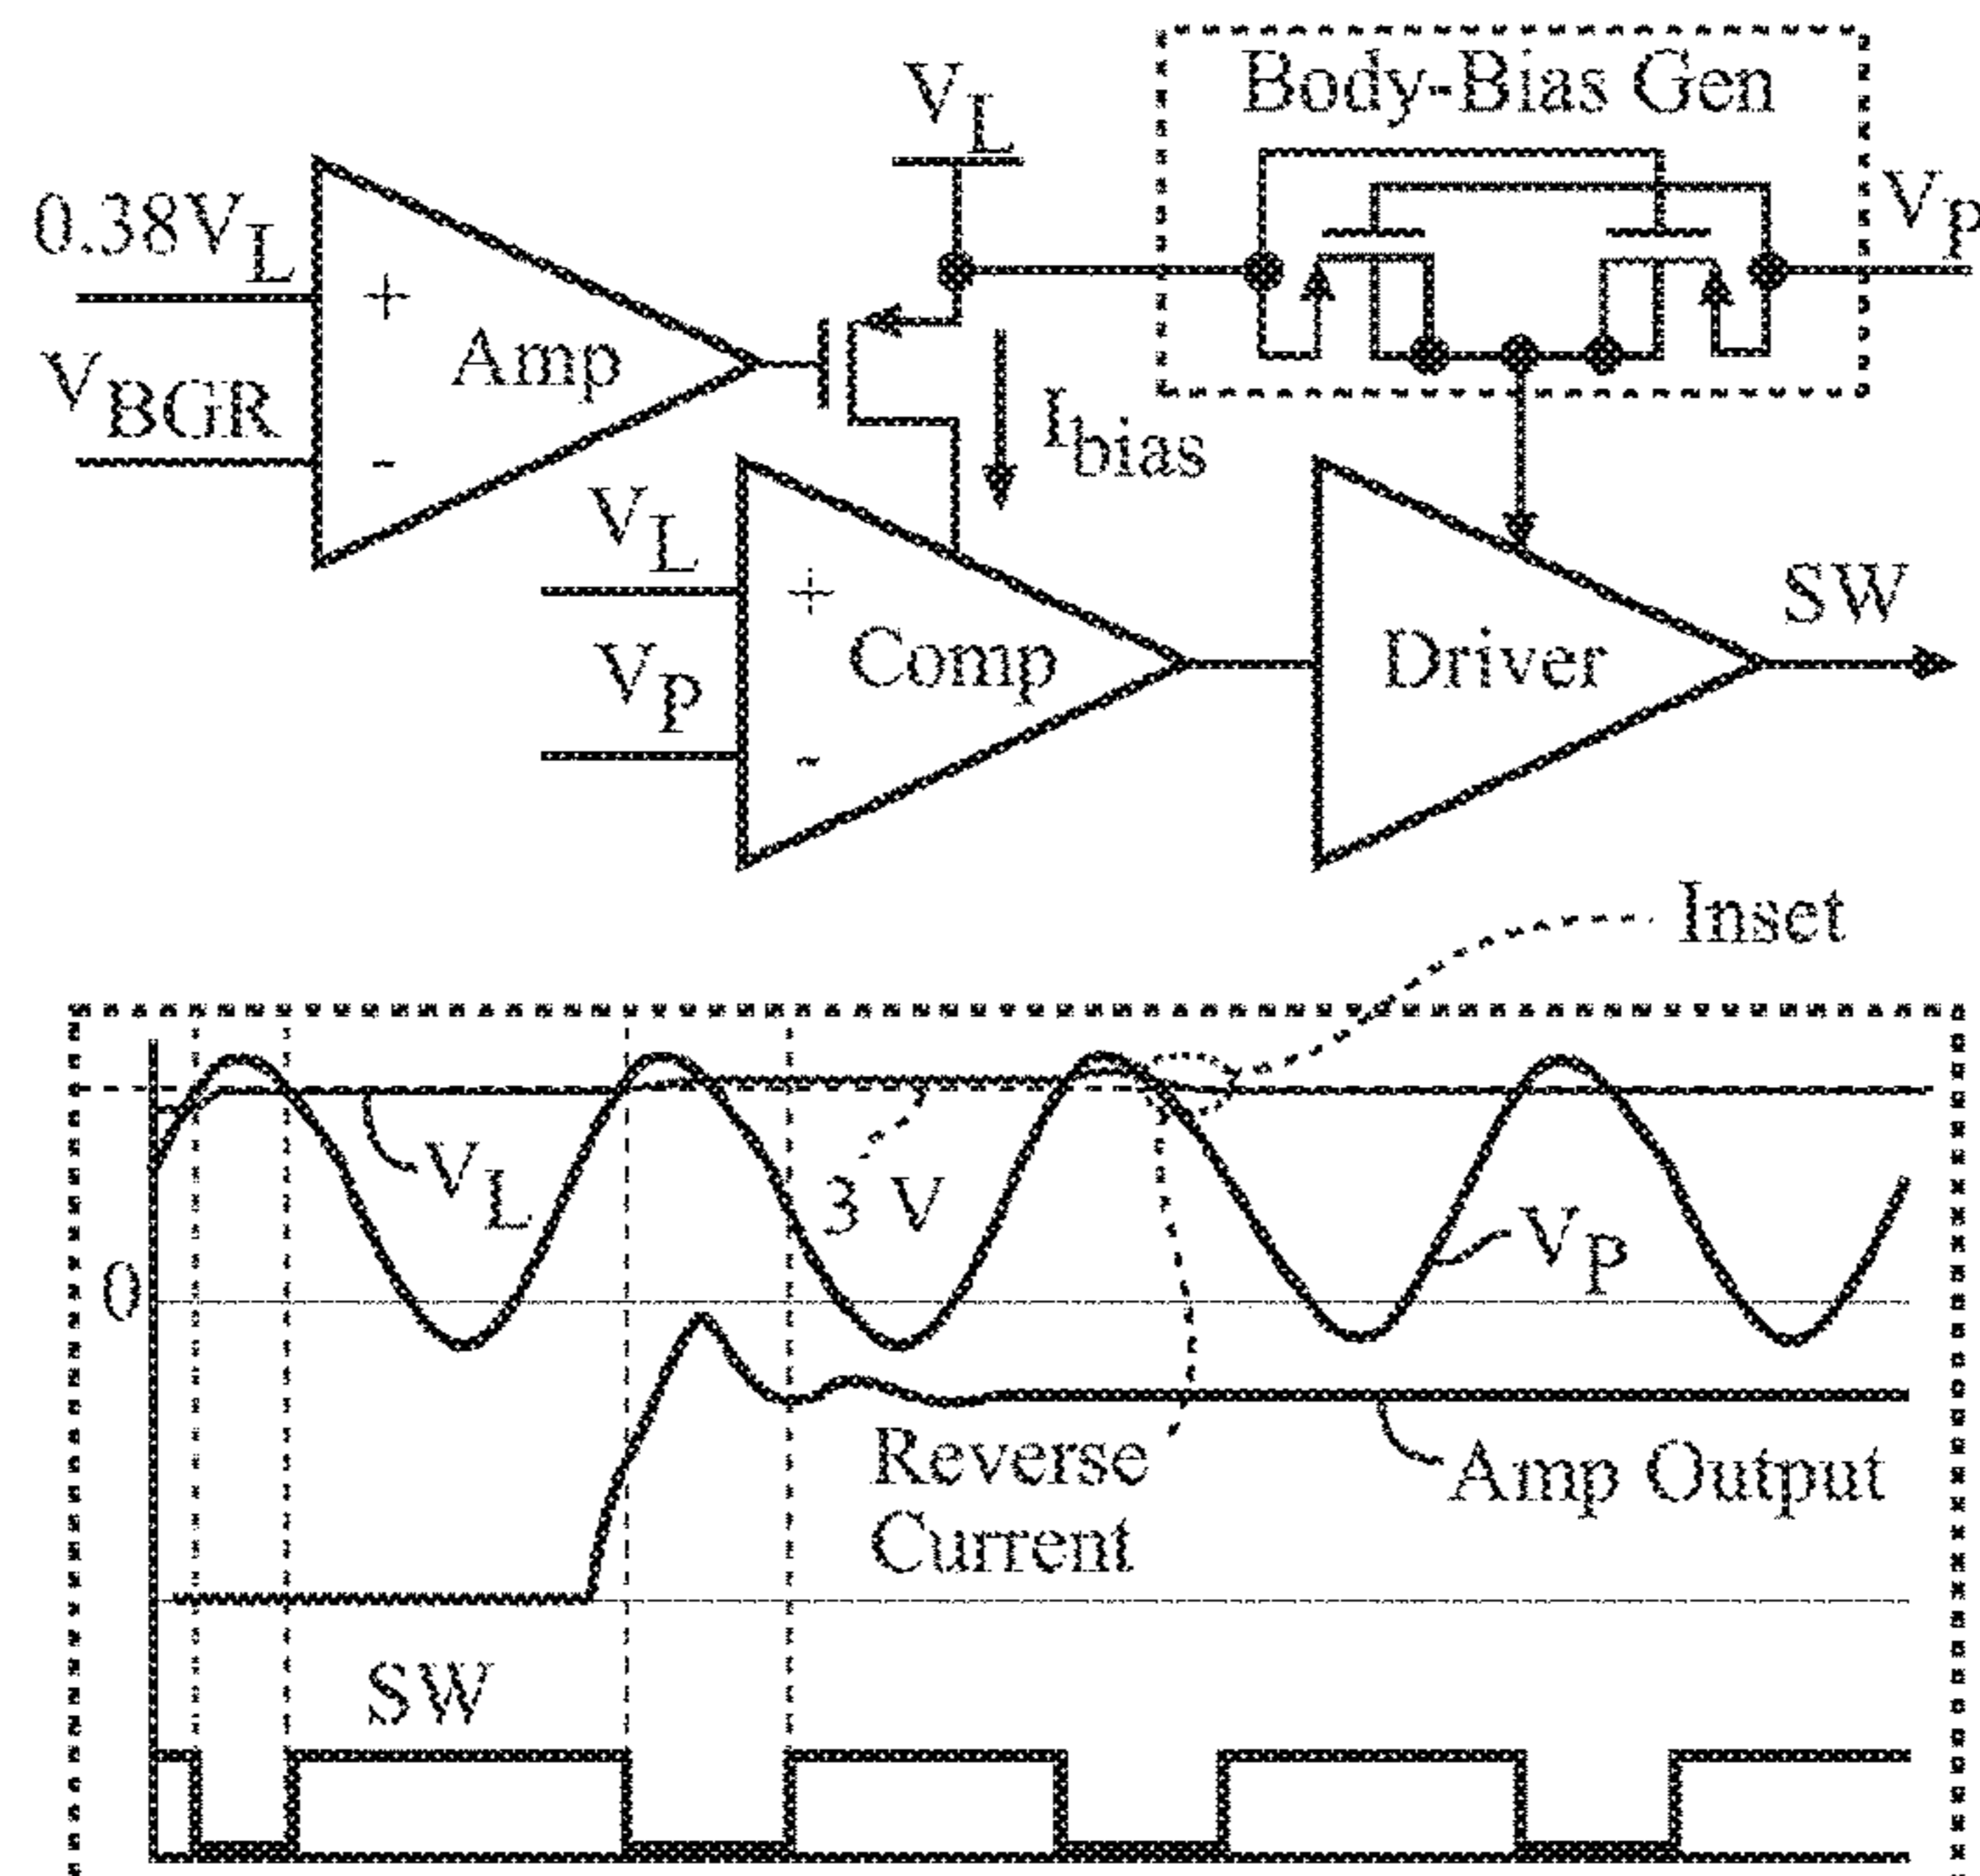 Body-Bias Gen
V_L
V_P
0.38V_L
+
Amp
V_BGR
-
I_bias
V_L
+
Comp
V_P
-
Driver
SW
Inset
V_L
3 V
V_P
0
Reverse
Current
Amp Output
SW